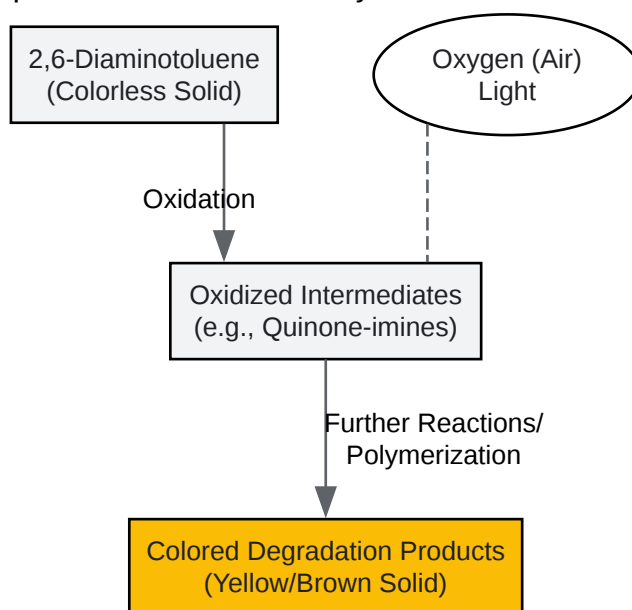 2,6-Diaminotoluene
(Colorless Solid)
Oxygen (Air)
Light
Oxidation
Oxidized Intermediates
(e.g., Quinone-imines)
Further Reactions/
Polymerization
Colored Degradation Products
(Yellow/Brown Solid)